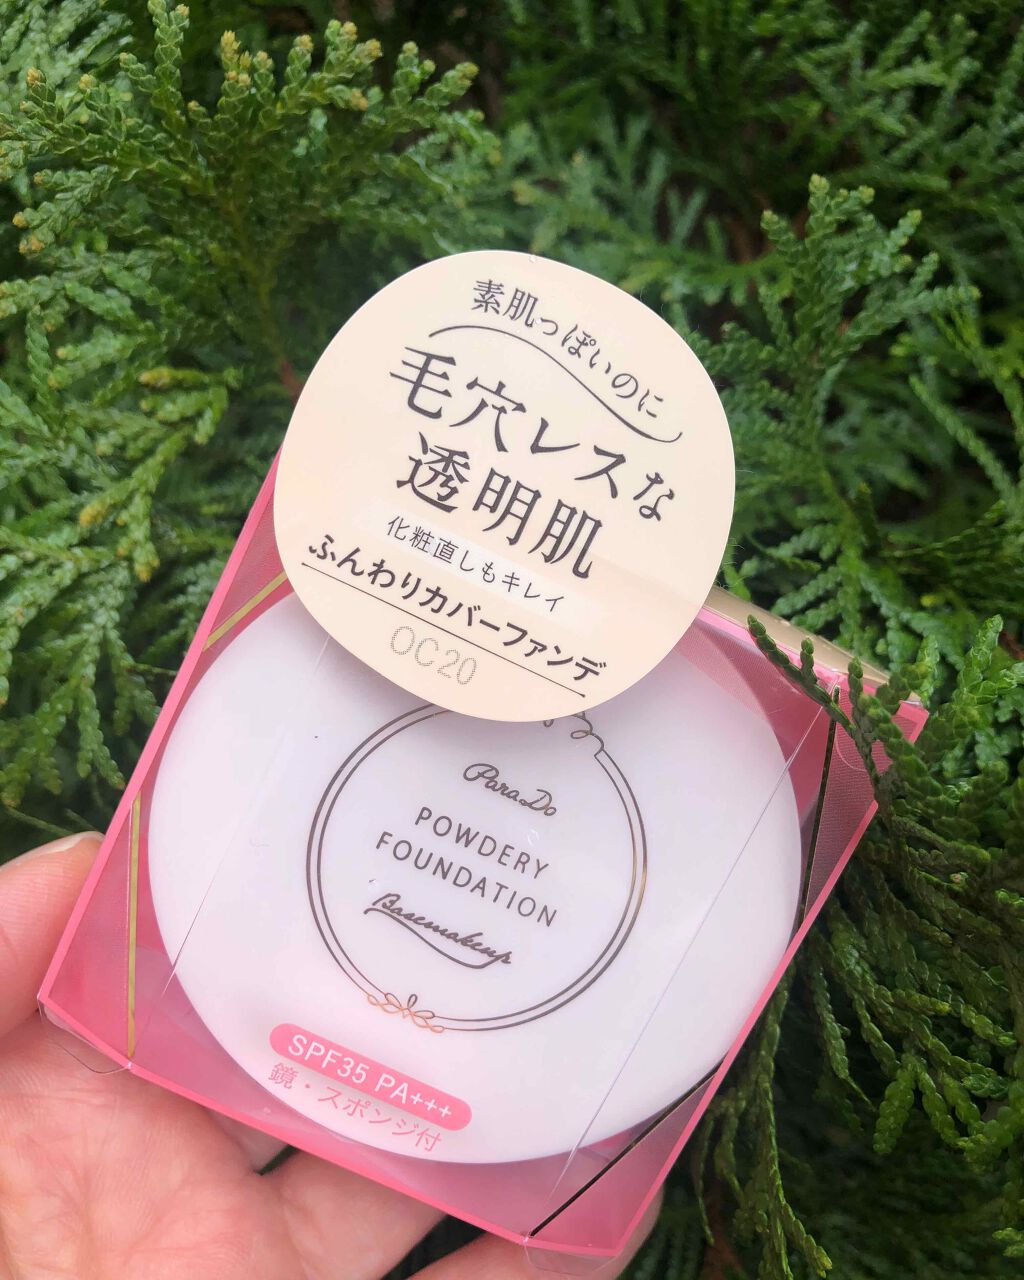 素肌っぽいのに
毛穴レスな
透明肌
化粧直しもキレイ
ふんわりカバーファンデ
OC20
ParaDo
POWDERY
FOUNDATION
Basemakeup
SPF35 PA+++
鏡・スポンジ付